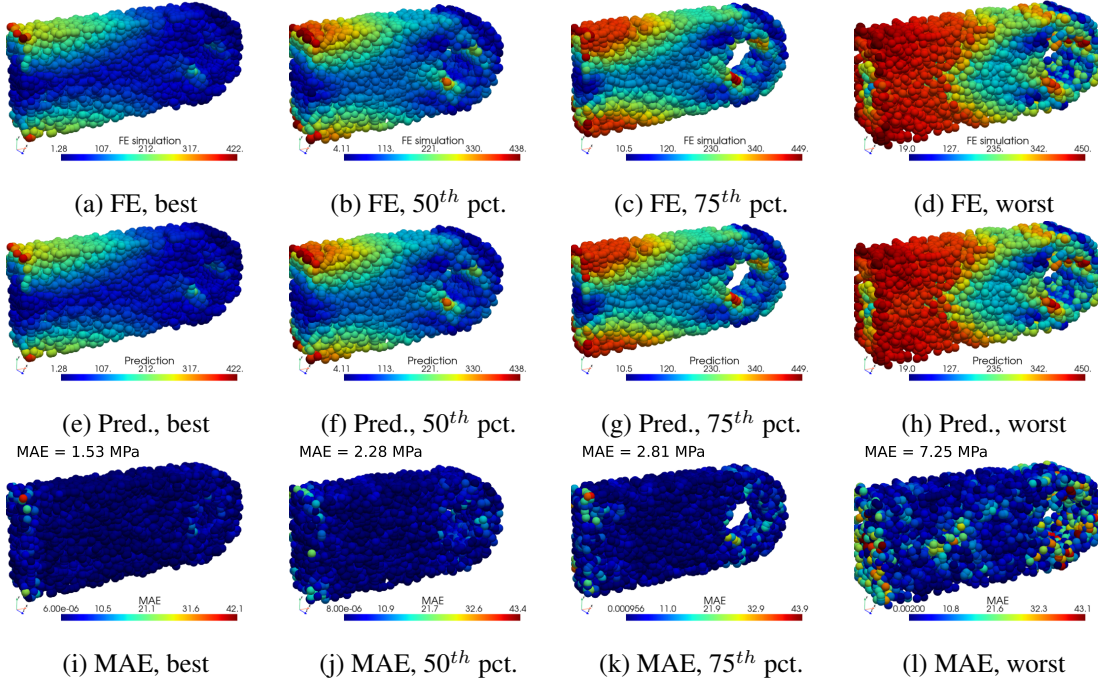 FE simulation
1.28 107. 212. 317. 422.
FE simulation
4.11 113. 221. 330. 438.
FE simulation
10.5 120. 230. 340. 449.
FE simulation
19.0 127. 235. 342. 450.
(a) FE, best
(b) FE, 50th pct.
(c) FE, 75th pct.
(d) FE, worst
Prediction
1.28 107. 212. 317. 422.
Prediction
4.11 113. 221. 330. 438.
Prediction
10.5 120. 230. 340. 449.
Prediction
19.0 127. 235. 342. 450.
(e) Pred., best
(f) Pred., 50th pct.
(g) Pred., 75th pct.
(h) Pred., worst
MAE = 1.53 MPa
MAE = 2.28 MPa
MAE = 2.81 MPa
MAE = 7.25 MPa
MAE
6.00e-06 10.5 21.1 31.6 42.1
MAE
8.00e-06 10.9 21.7 32.6 43.4
MAE
0.000956 11.0 21.9 32.9 43.9
MAE
0.00200 10.8 21.6 32.3 43.1
(i) MAE, best
(j) MAE, 50th pct.
(k) MAE, 75th pct.
(l) MAE, worst